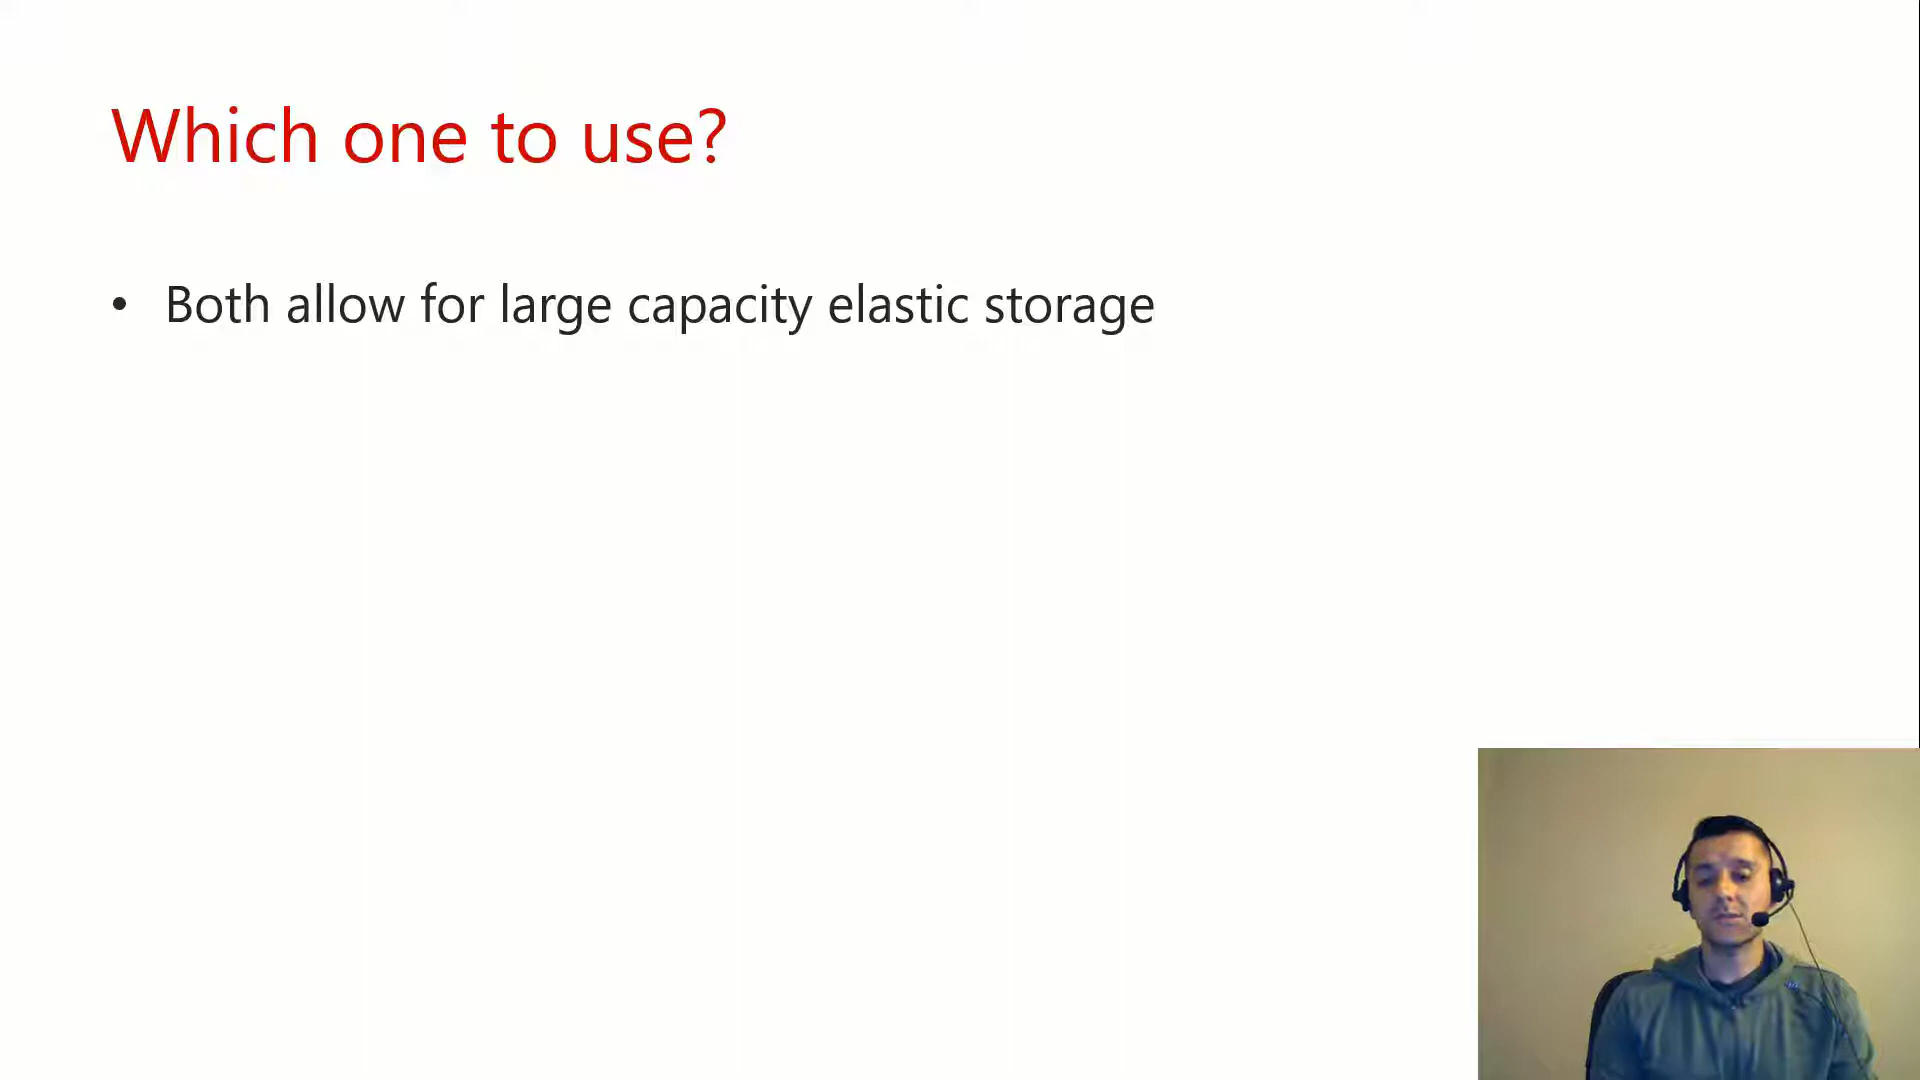 Which one to use?
• Both allow for large capacity elastic storage